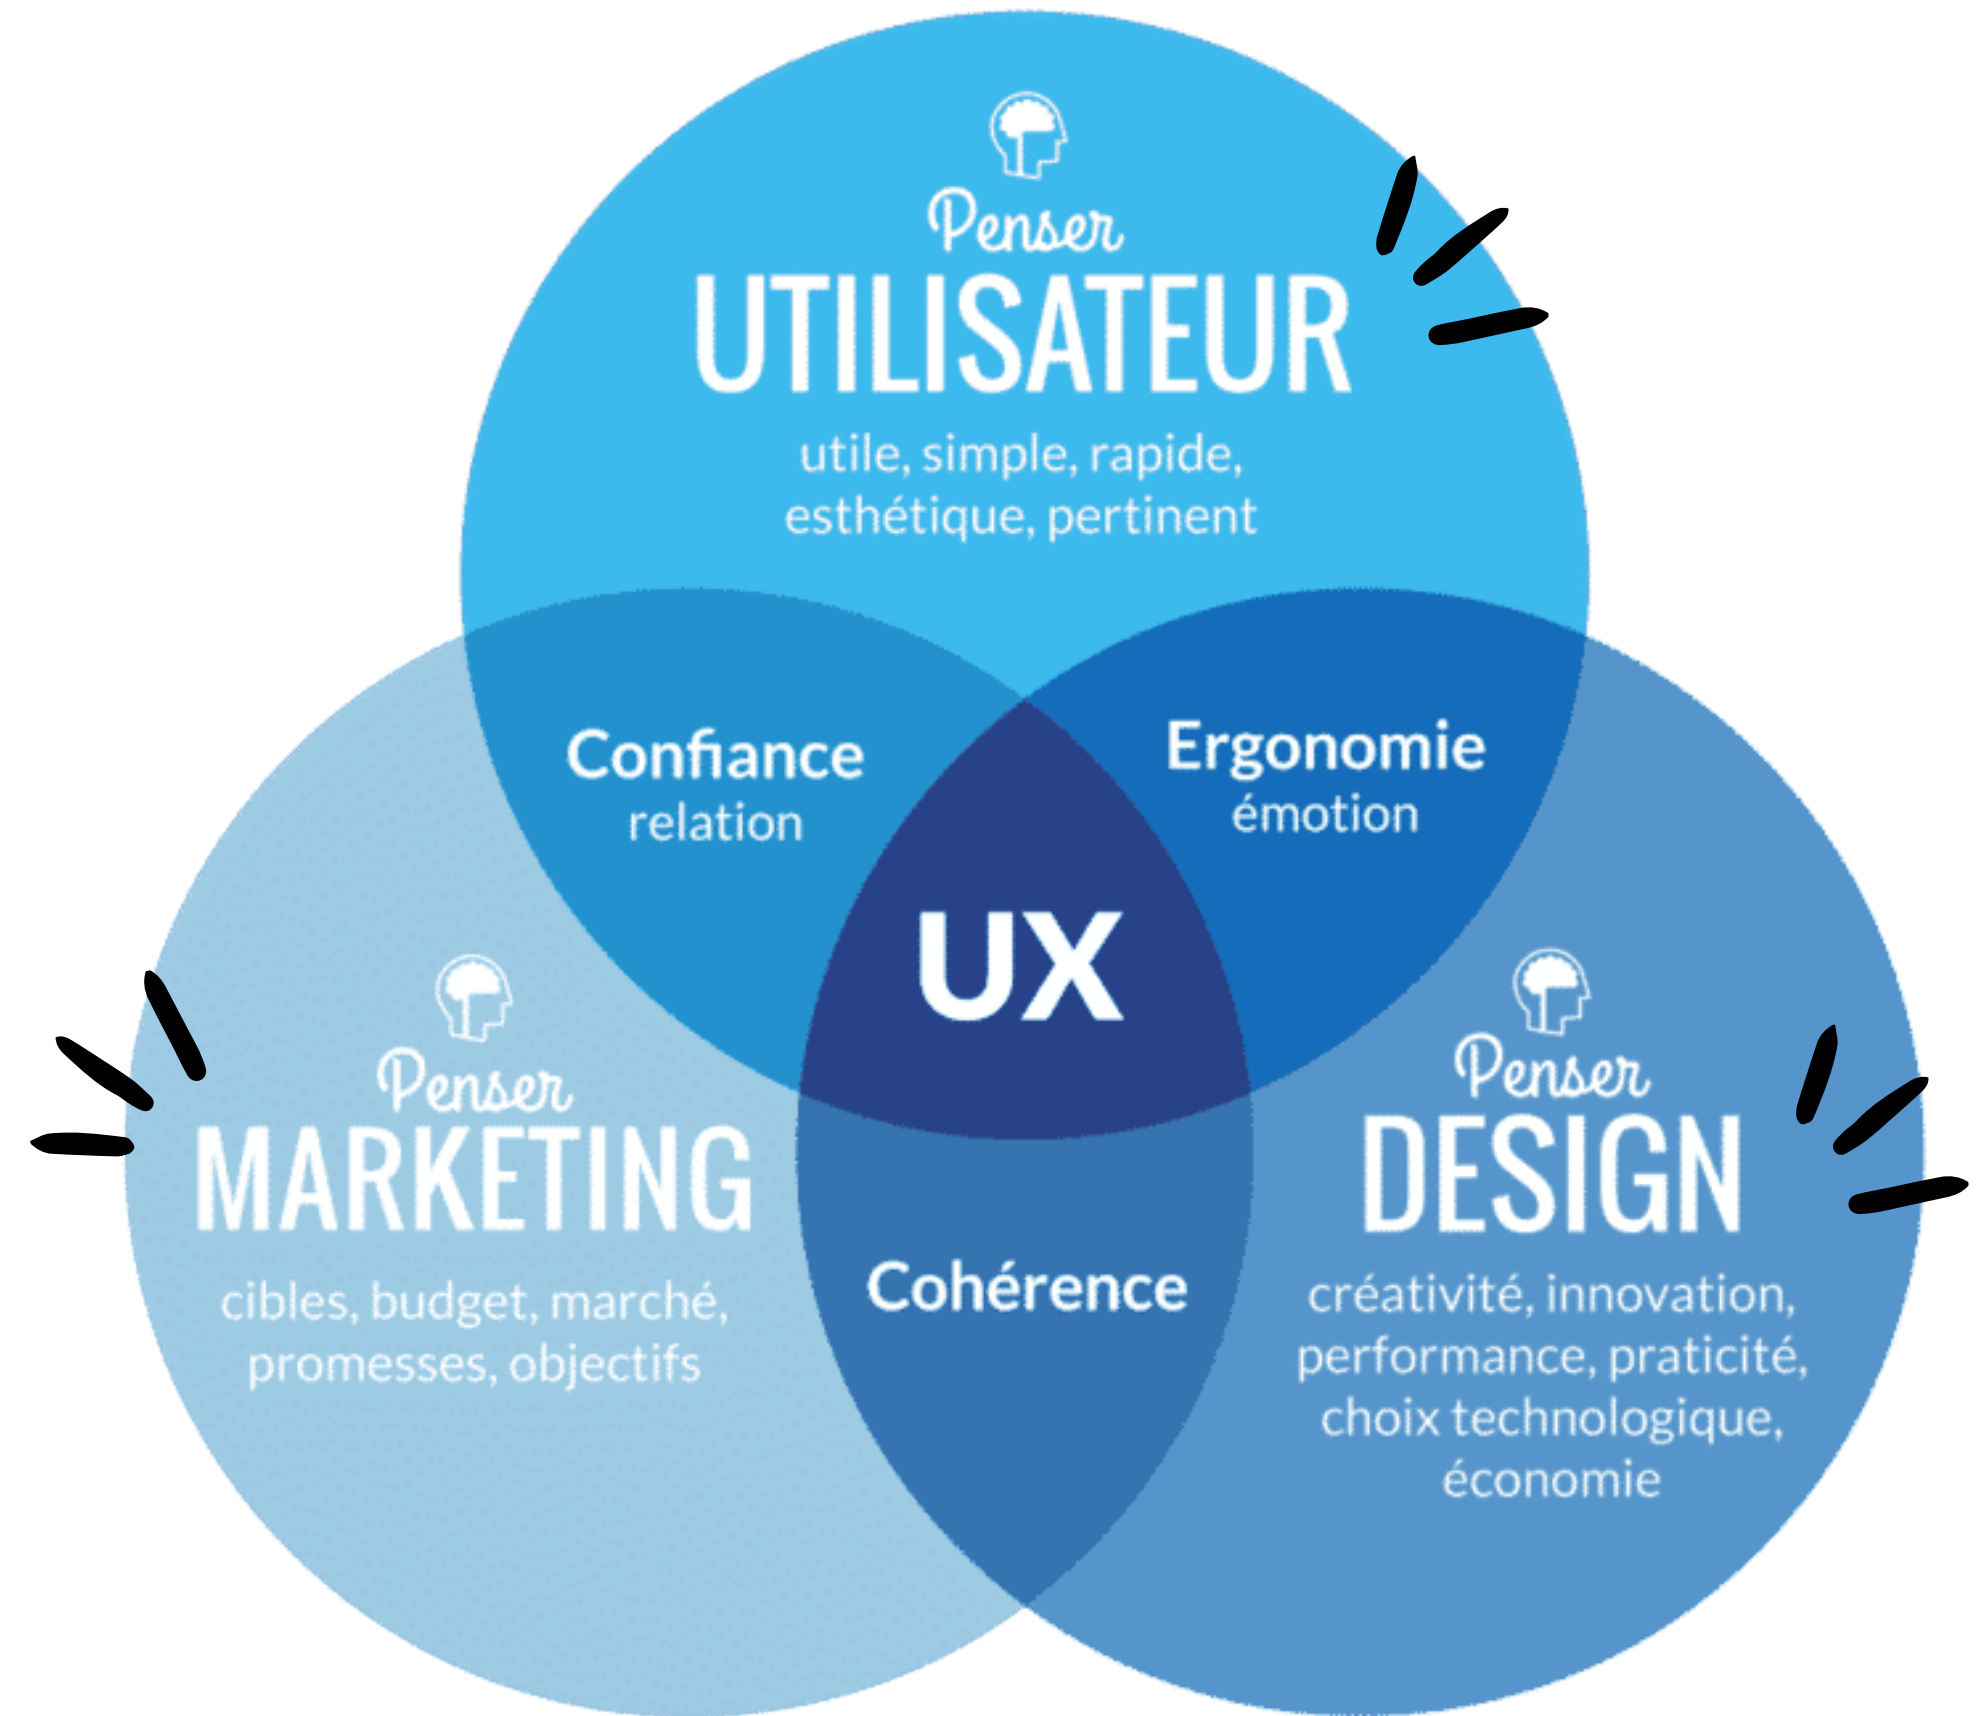 Penser
UTILISATEUR
utile, simple, rapide,
esthétique, pertinent
Confiance
relation
Ergonomie
émotion
UX
Penser
MARKETING
cibles, budget, marché,
promesses, objectifs
Cohérence
Penser
DESIGN
créativité, innovation,
performance, praticité,
choix technologique,
économie